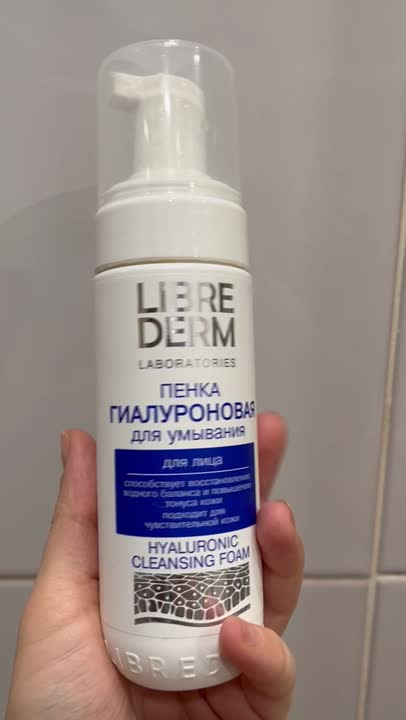 LIBRE
DERM
LABORATORIES
ПЕНКА
ГИАЛУРОНОВАЯ
для умывания
для лица
способствует восстановлению
водного баланса и повышению
тонуса кожи
подходит для
чувствительной кожи
HYALURONIC
CLEANSING FOAM
IBRED